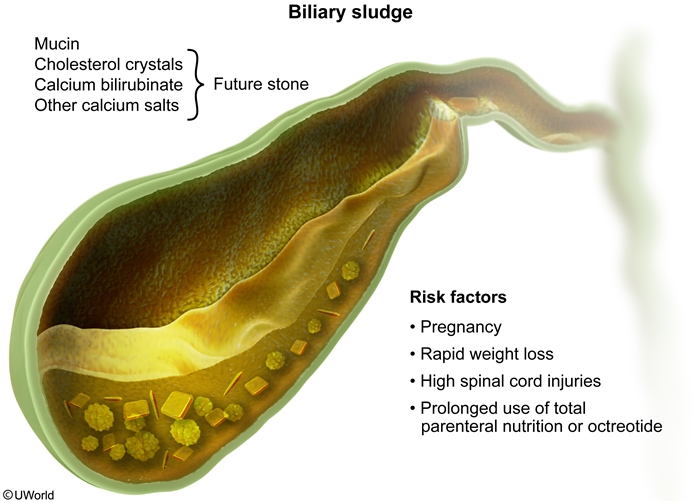 Biliary sludge
Mucin
Cholesterol crystals
Calcium bilirubinate
Other calcium salts
Future stone
Risk factors
• Pregnancy
• Rapid weight loss
• High spinal cord injuries
• Prolonged use of total
parenteral nutrition or octreotide
© UWorld